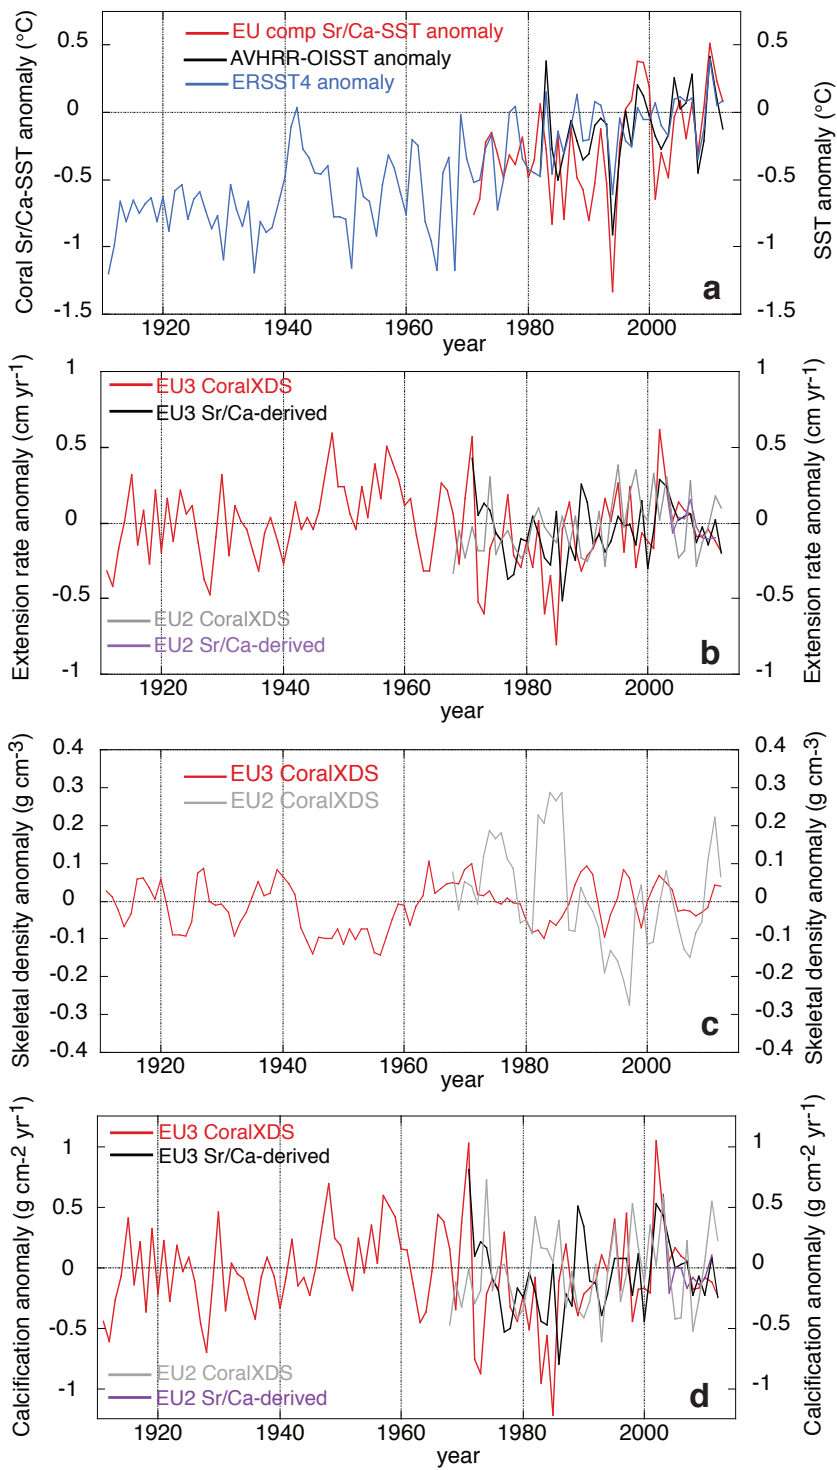 EU comp Sr/Ca-SST anomaly
AVHRR-OISST anomaly
ERSST4 anomaly
Coral Sr/Ca-SST anomaly (°C)
SST anomaly (°C)
0.5
0
-0.5
-1
-1.5
0.5
0
-0.5
-1
-1.5
a
1920
1940
1960
1980
2000
year
EU3 CoralXDS
EU3 Sr/Ca-derived
Extension rate anomaly (cm yr-1)
Extension rate anomaly (cm yr-1)
1
0.5
0
-0.5
-1
1
0.5
0
-0.5
-1
EU2 CoralXDS
EU2 Sr/Ca-derived
b
1920
1940
1960
1980
2000
year
EU3 CoralXDS
EU2 CoralXDS
Skeletal density anomaly (g cm-3)
Skeletal density anomaly (g cm-3)
0.4
0.3
0.2
0.1
0
-0.1
-0.2
-0.3
-0.4
0.4
0.3
0.2
0.1
0
-0.1
-0.2
-0.3
-0.4
c
1920
1940
1960
1980
2000
year
EU3 CoralXDS
EU3 Sr/Ca-derived
Calcification anomaly (g cm-2 yr-1)
Calcification anomaly (g cm-2 yr-1)
1
0.5
0
-0.5
-1
1
0.5
0
-0.5
-1
EU2 CoralXDS
EU2 Sr/Ca-derived
d
1920
1940
1960
1980
2000
year